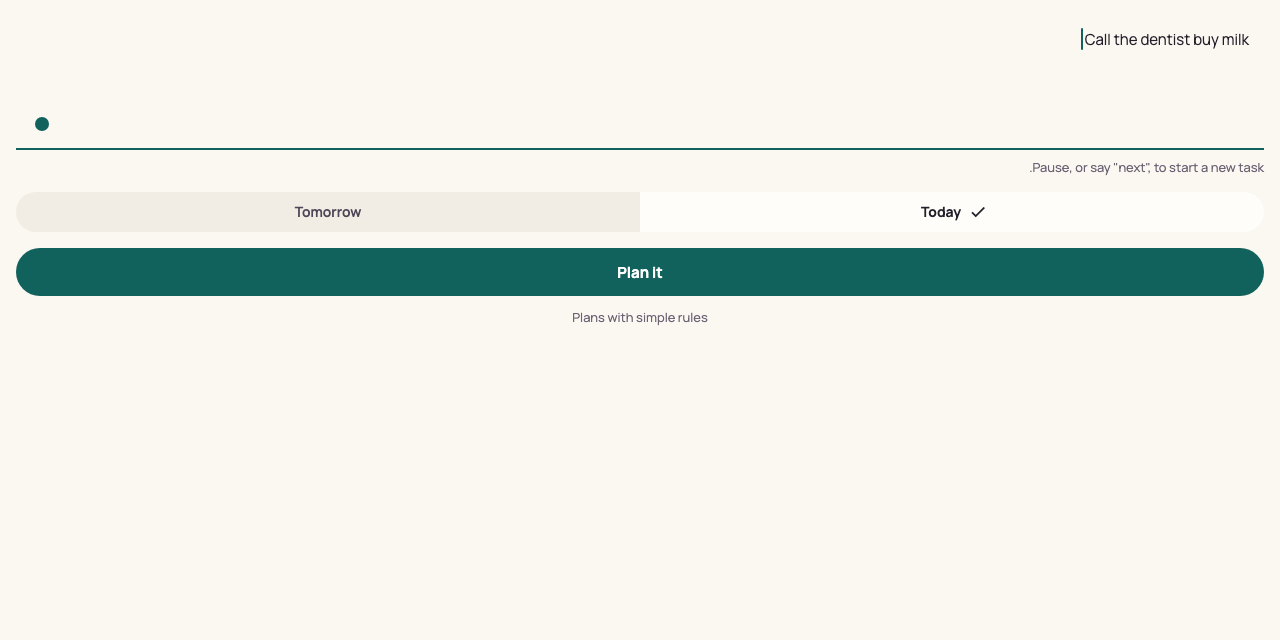 Call the dentist buy milk
.Pause, or say "next", to start a new task
Today
Tomorrow
Plan it
Plans with simple rules